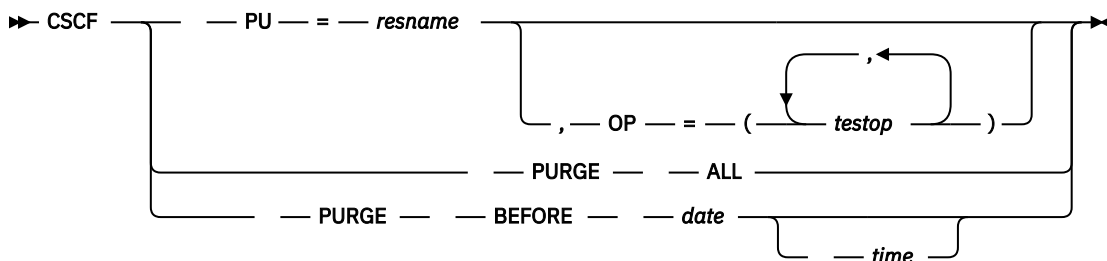 CSCF PU = resname
,
, OP = ( testop )
PURGE ALL
PURGE BEFORE date
time